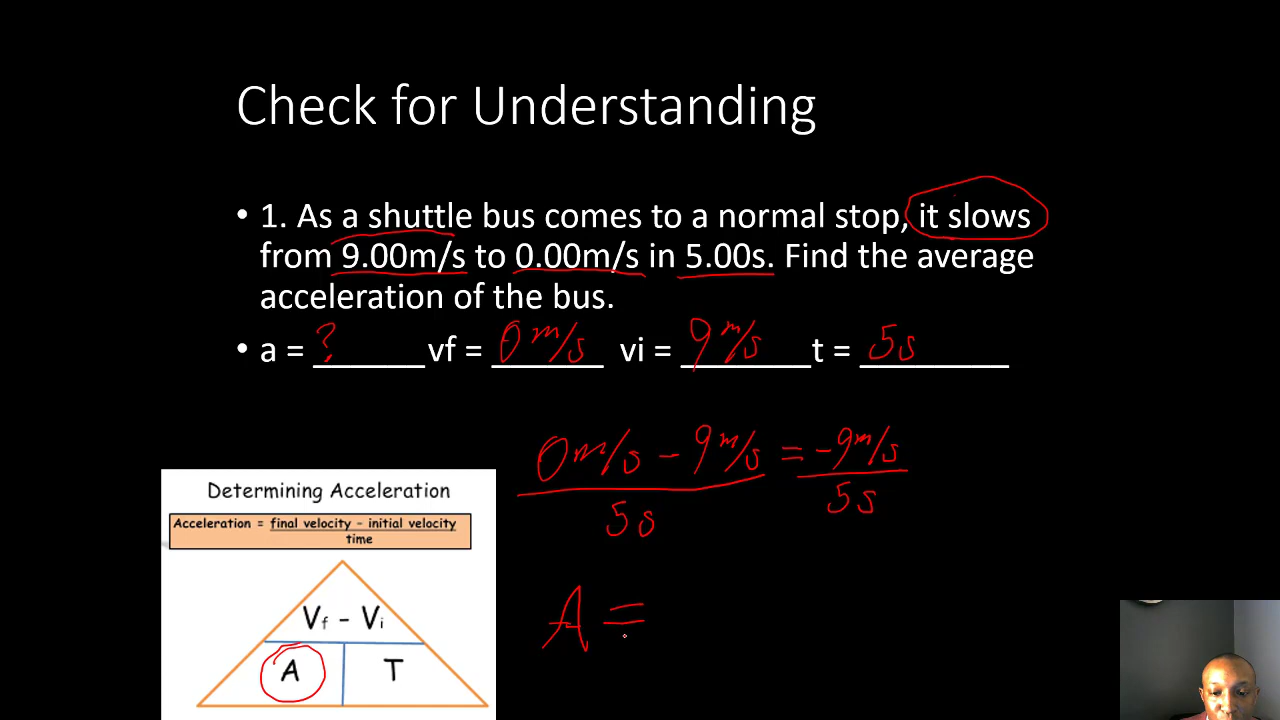 Check for Understanding
• 1. As a shuttle bus comes to a normal stop, it slows
from 9.00m/s to 0.00m/s in 5.00s. Find the average
acceleration of the bus.
• a = ? vf = 0 m/s vi = 9 m/s t = 5s
0 m/s - 9 m/s = -9 m/s
5s 5s
A =
Determining Acceleration
Acceleration = final velocity - initial velocity
time
Vf - Vi
A T